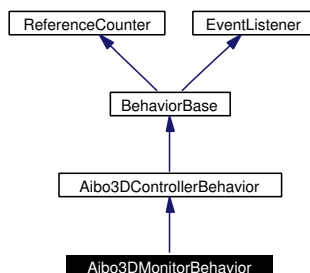 ReferenceCounter EventListener
BehaviorBase
Aibo3DControllerBehavior
Aibo3DMonitorBehavior